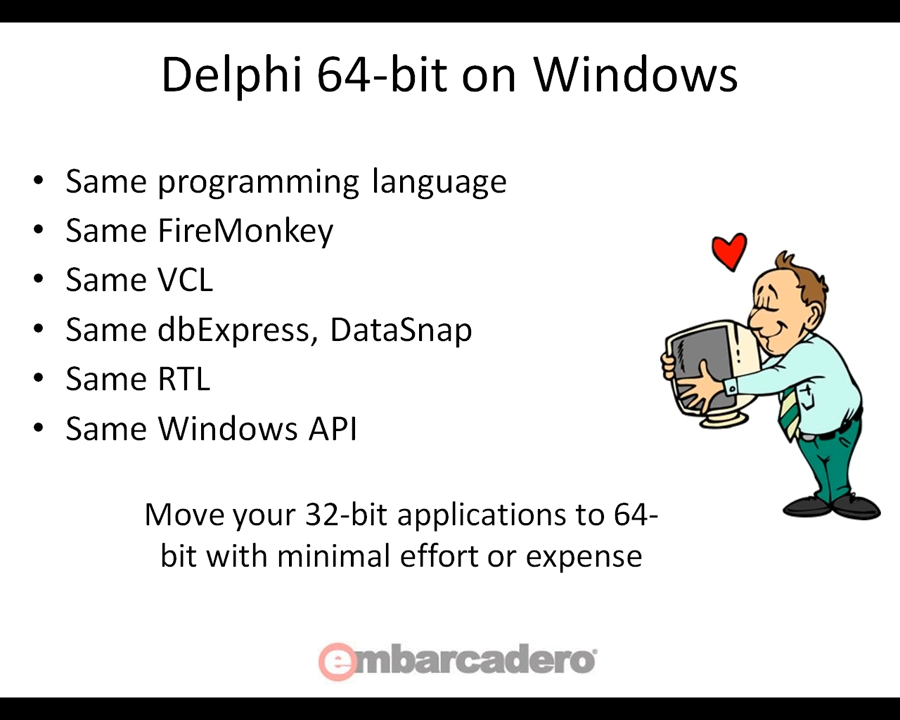 Delphi 64-bit on Windows
• Same programming language
• Same FireMonkey
• Same VCL
• Same dbExpress, DataSnap
• Same RTL
• Same Windows API
Move your 32-bit applications to 64-
bit with minimal effort or expense
embarcadero